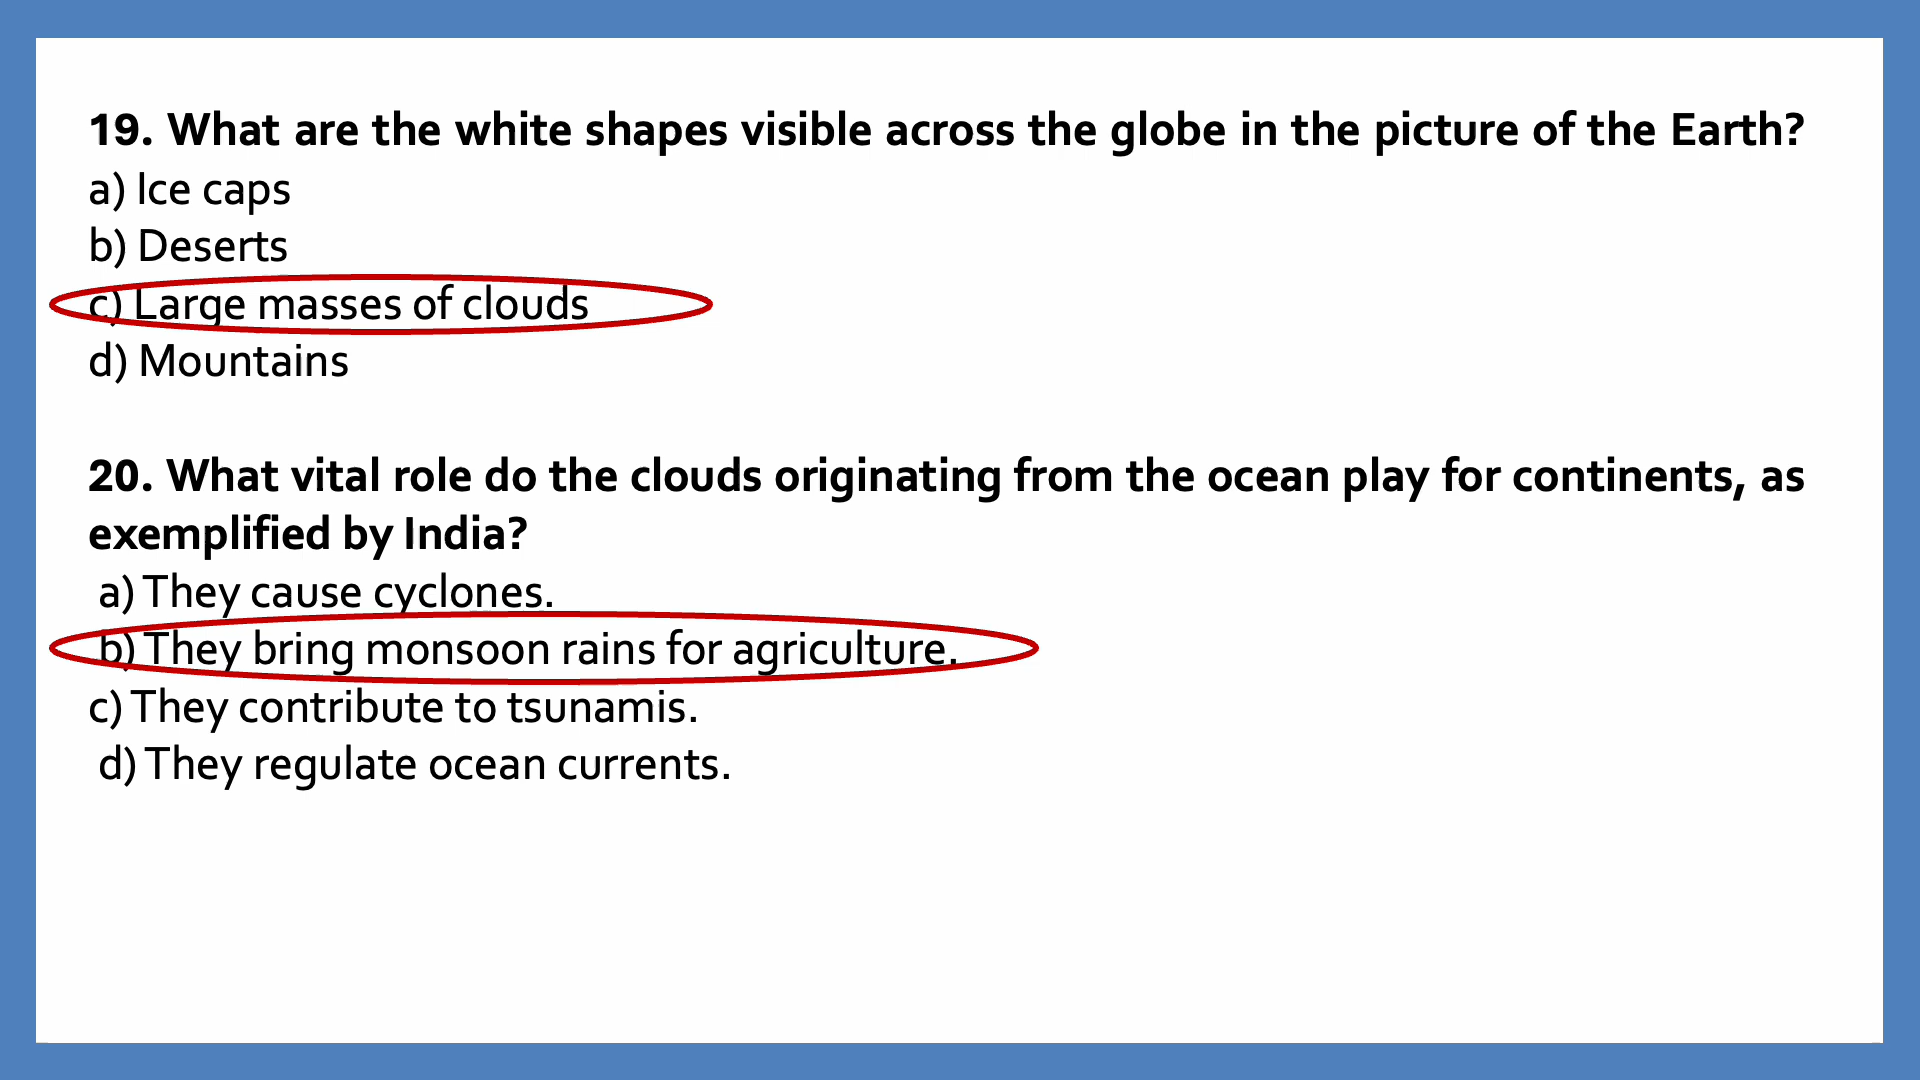 19. What are the white shapes visible across the globe in the picture of the Earth?
a) Ice caps
b) Deserts
c) Large masses of clouds
d) Mountains
20. What vital role do the clouds originating from the ocean play for continents, as
exemplified by India?
a) They cause cyclones.
b) They bring monsoon rains for agriculture.
c) They contribute to tsunamis.
d) They regulate ocean currents.